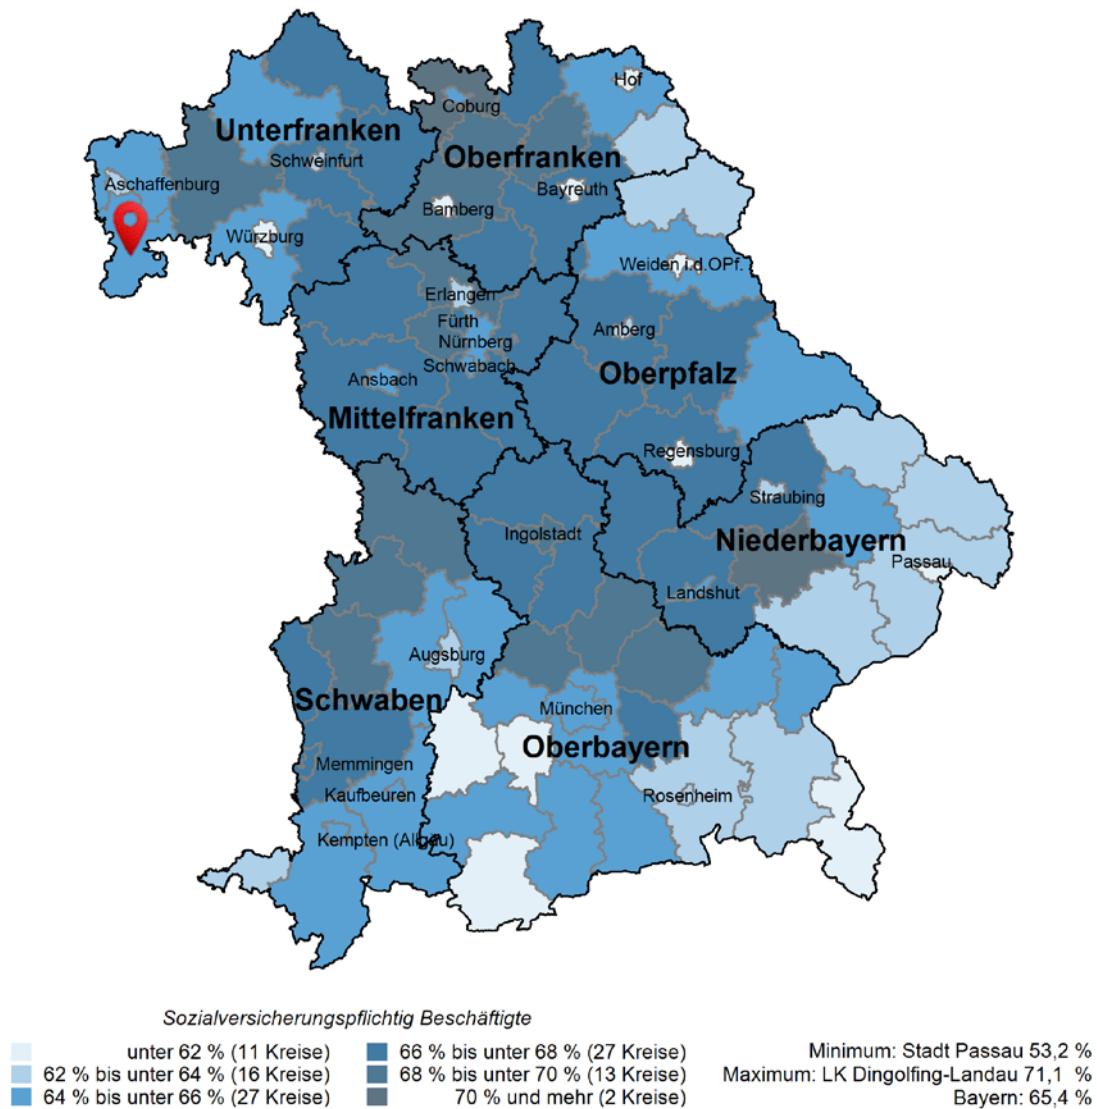 Hof
Coburg
Unterfranken
Schweinfurt
Oberfranken
Aschaffenburg
Bayreuth
Bamberg
Würzburg
Weiden i.d.OPf.
Erlangen
Fürth
Amberg
Nürnberg
Schwabach
Ansbach
Oberpfalz
Mittelfranken
Regensburg
Straubing
Ingolstadt
Niederbayern
Passau
Landshut
Augsburg
Schwaben
München
Oberbayern
Memmingen
Kaufbeuren
Rosenheim
Kempten (Allgäu)
Sozialversicherungspflichtig Beschäftigte
unter 62 % (11 Kreise)
62 % bis unter 64 % (16 Kreise)
64 % bis unter 66 % (27 Kreise)
66 % bis unter 68 % (27 Kreise)
68 % bis unter 70 % (13 Kreise)
70 % und mehr (2 Kreise)
Minimum: Stadt Passau 53,2 %
Maximum: LK Dingolfing-Landau 71,1 %
Bayern: 65,4 %